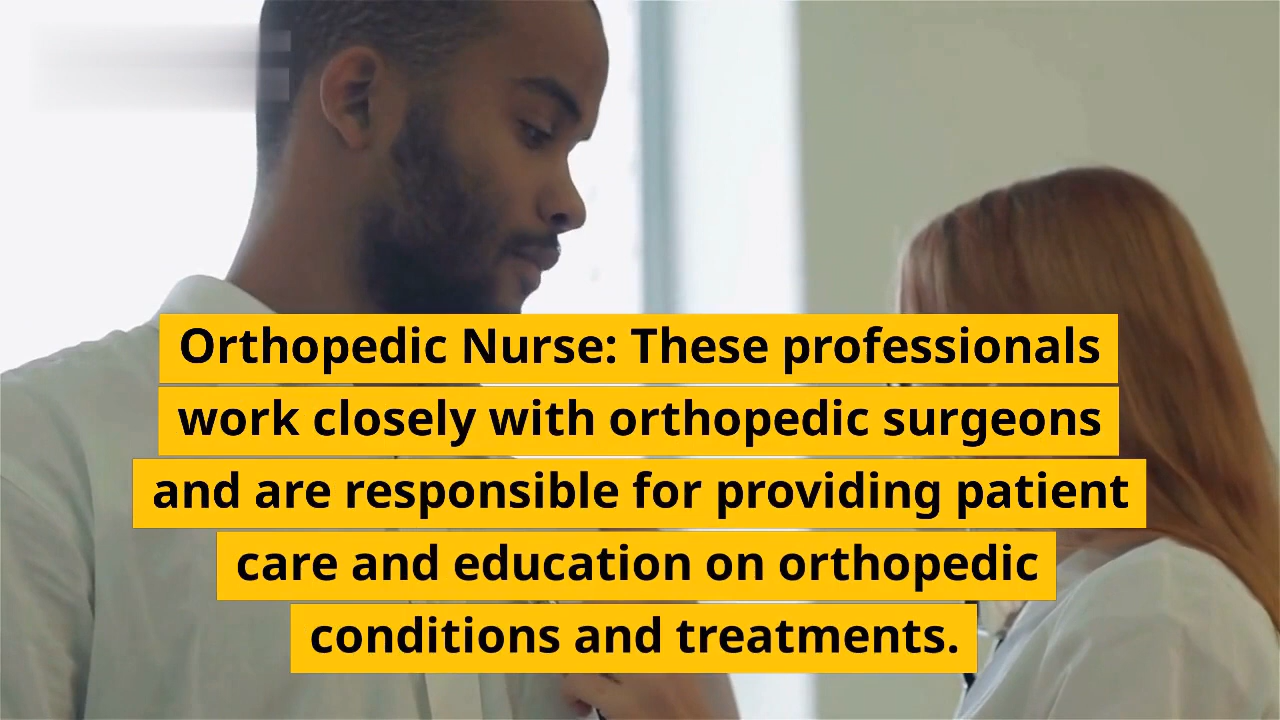 Orthopedic Nurse: These professionals
work closely with orthopedic surgeons
and are responsible for providing patient
care and education on orthopedic
conditions and treatments.